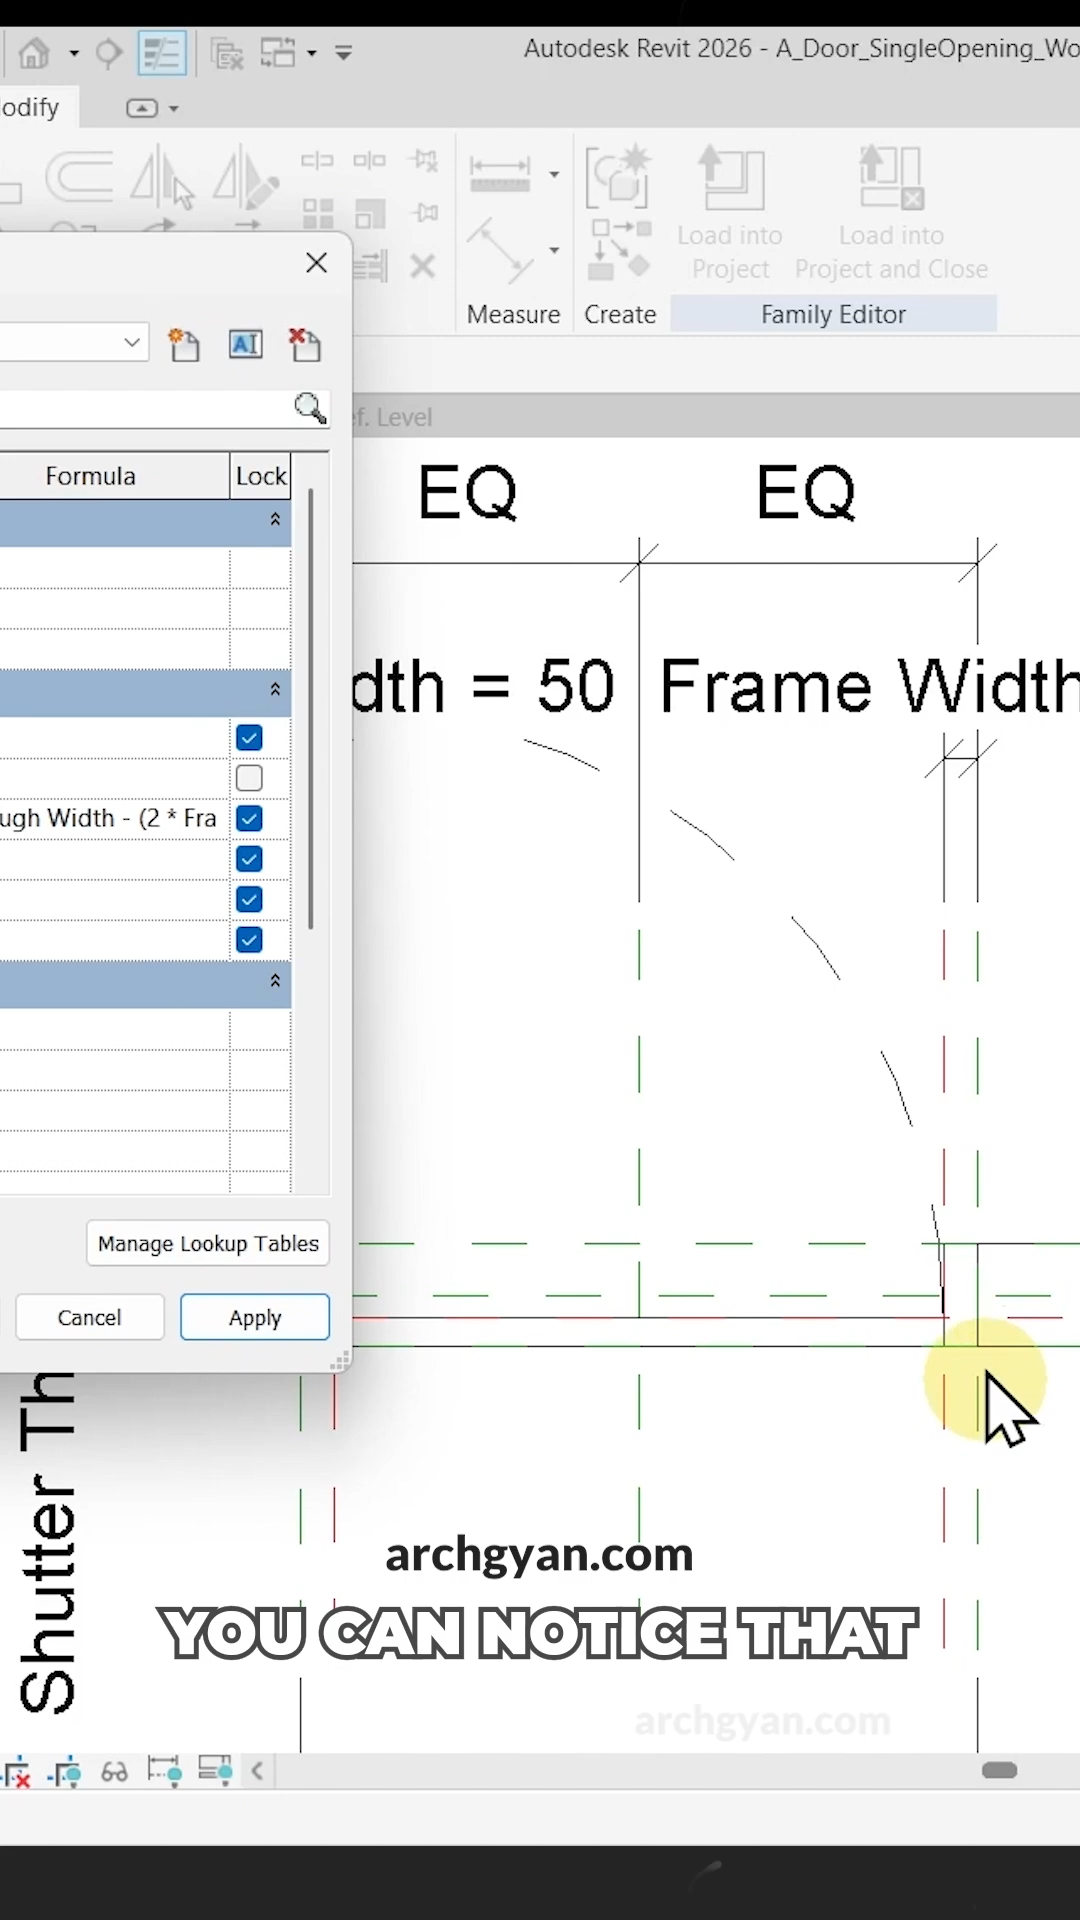 Autodesk Revit 2026 - A_Door_SingleOpening_Wo
odify
Load into
Project
Load into
Project and Close
Measure
Create
Family Editor
ef. Level
Formula
Lock
EQ
EQ
dth = 50
Frame Width
ugh Width - (2 * Fra
Manage Lookup Tables
Cancel
Apply
Shutter Th
archgyan.com
YOU CAN NOTICE THAT
archgyan.com